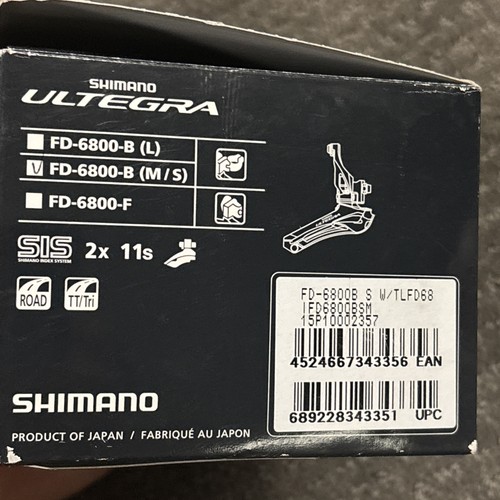 SHIMANO
ULTEGRA
FD-6800-B (L)
V FD-6800-B (M/S)
FD-6800-F
SIS 2x 11s
SHIMANO INDEX SYSTEM
ROAD TT/Tri
FD-6800B S W/TLFD68
IFD6800BSM
15P10002357
4524667343356 EAN
689228343351 UPC
SHIMANO
PRODUCT OF JAPAN / FABRIQUÉ AU JAPON